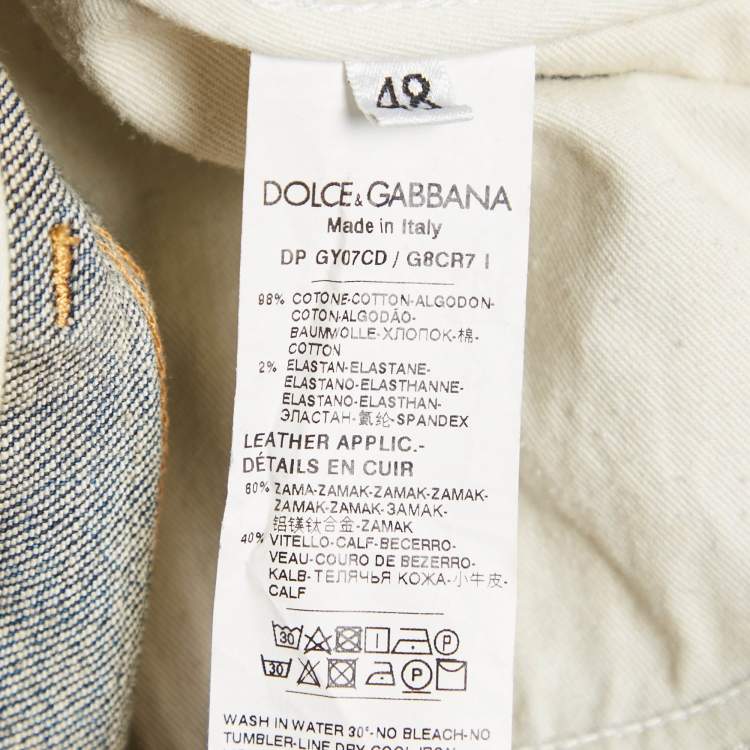 48
DOLCE&GABBANA
Made in Italy
DP GY07CD / G8CR7 I
98% COTONE-COTTON-ALGODON-
COTON-ALGODÃO-
BAUMWOLLE-ХЛОПОК-棉-
COTTON
2% ELASTAN-ELASTANE-
ELASTANO-ELASTHANNE-
ELASTANO-ELASTHAN-
ЭЛАСТАН-氨纶-SPANDEX
LEATHER APPLIC.-
DÉTAILS EN CUIR
60% ZAMA-ZAMAK-ZAMAK-ZAMAK-
ZAMAK-ZAMAK-ЗАМАК-
铝镁钛合金-ZAMAK
40% VITELLO-CALF-BECERRO-
VEAU-COURO DE BEZERRO-
KALB-ТЕЛЯЧЬЯ КОЖА-小牛皮-
CALF
30 P
30 P
WASH IN WATER 30°-NO BLEACH-NO
TUMBLER-LINE DRY-COOL IRON-